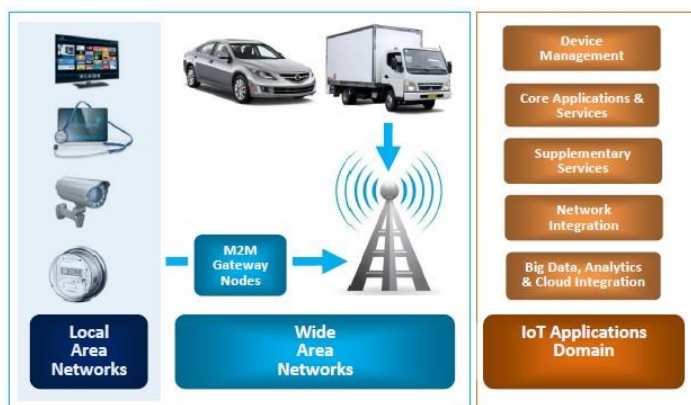 M2M
Gateway
Nodes
Local
Area
Networks
Wide
Area
Networks
Device
Management
Core Applications &
Services
Supplementary
Services
Network
Integration
Big Data, Analytics
& Cloud Integration
IoT Applications
Domain